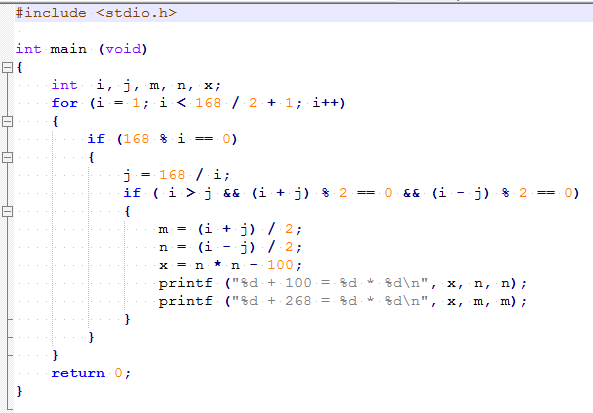 #include <stdio.h>
int main (void)
{
int i, j, m, n, x;
for (i = 1; i < 168 / 2 + 1; i++)
{
if (168 % i == 0)
{
j = 168 / i;
if ( i > j && (i + j) % 2 == 0 && (i - j) % 2 == 0)
{
m = (i + j) / 2;
n = (i - j) / 2;
x = n * n - 100;
printf ("%d + 100 = %d * %d\n", x, n, n);
printf ("%d + 268 = %d * %d\n", x, m, m);
}
}
}
return 0;
}